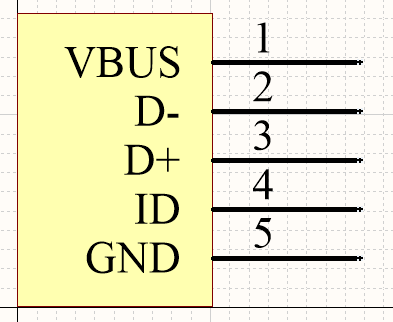 VBUS 1
D- 2
D+ 3
ID 4
GND 5